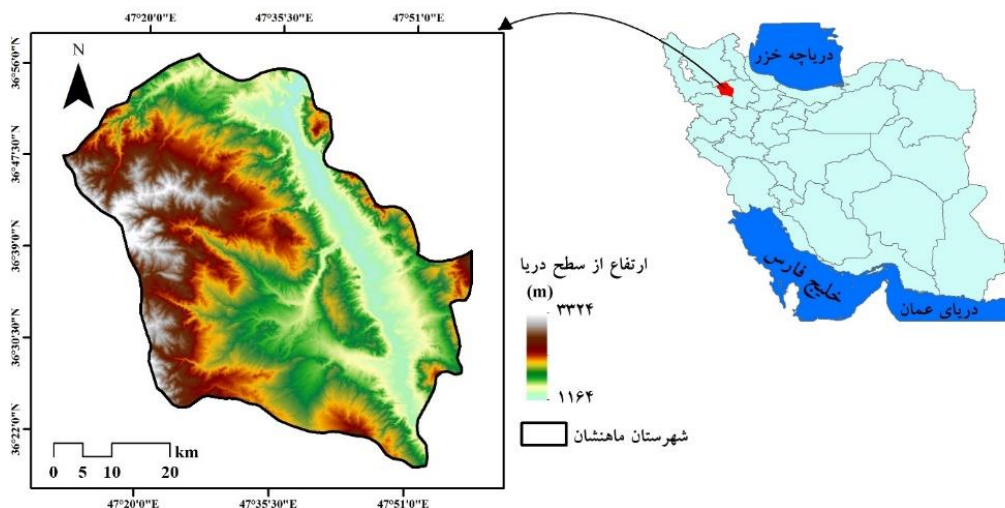 47°20'0"E 47°35'30"E 47°51'0"E
36°56'0"N
36°47'30"N
36°39'0"N
36°30'30"N
36°22'0"N
N
km
0 5 10 20
47°20'0"E 47°35'30"E 47°51'0"E
دریاچه خزر
خلیج فارس
دریای عمان
ارتفاع از سطح دریا
(m)
۳۳۲۴
۱۱۶۴
شهرستان ماهنشان